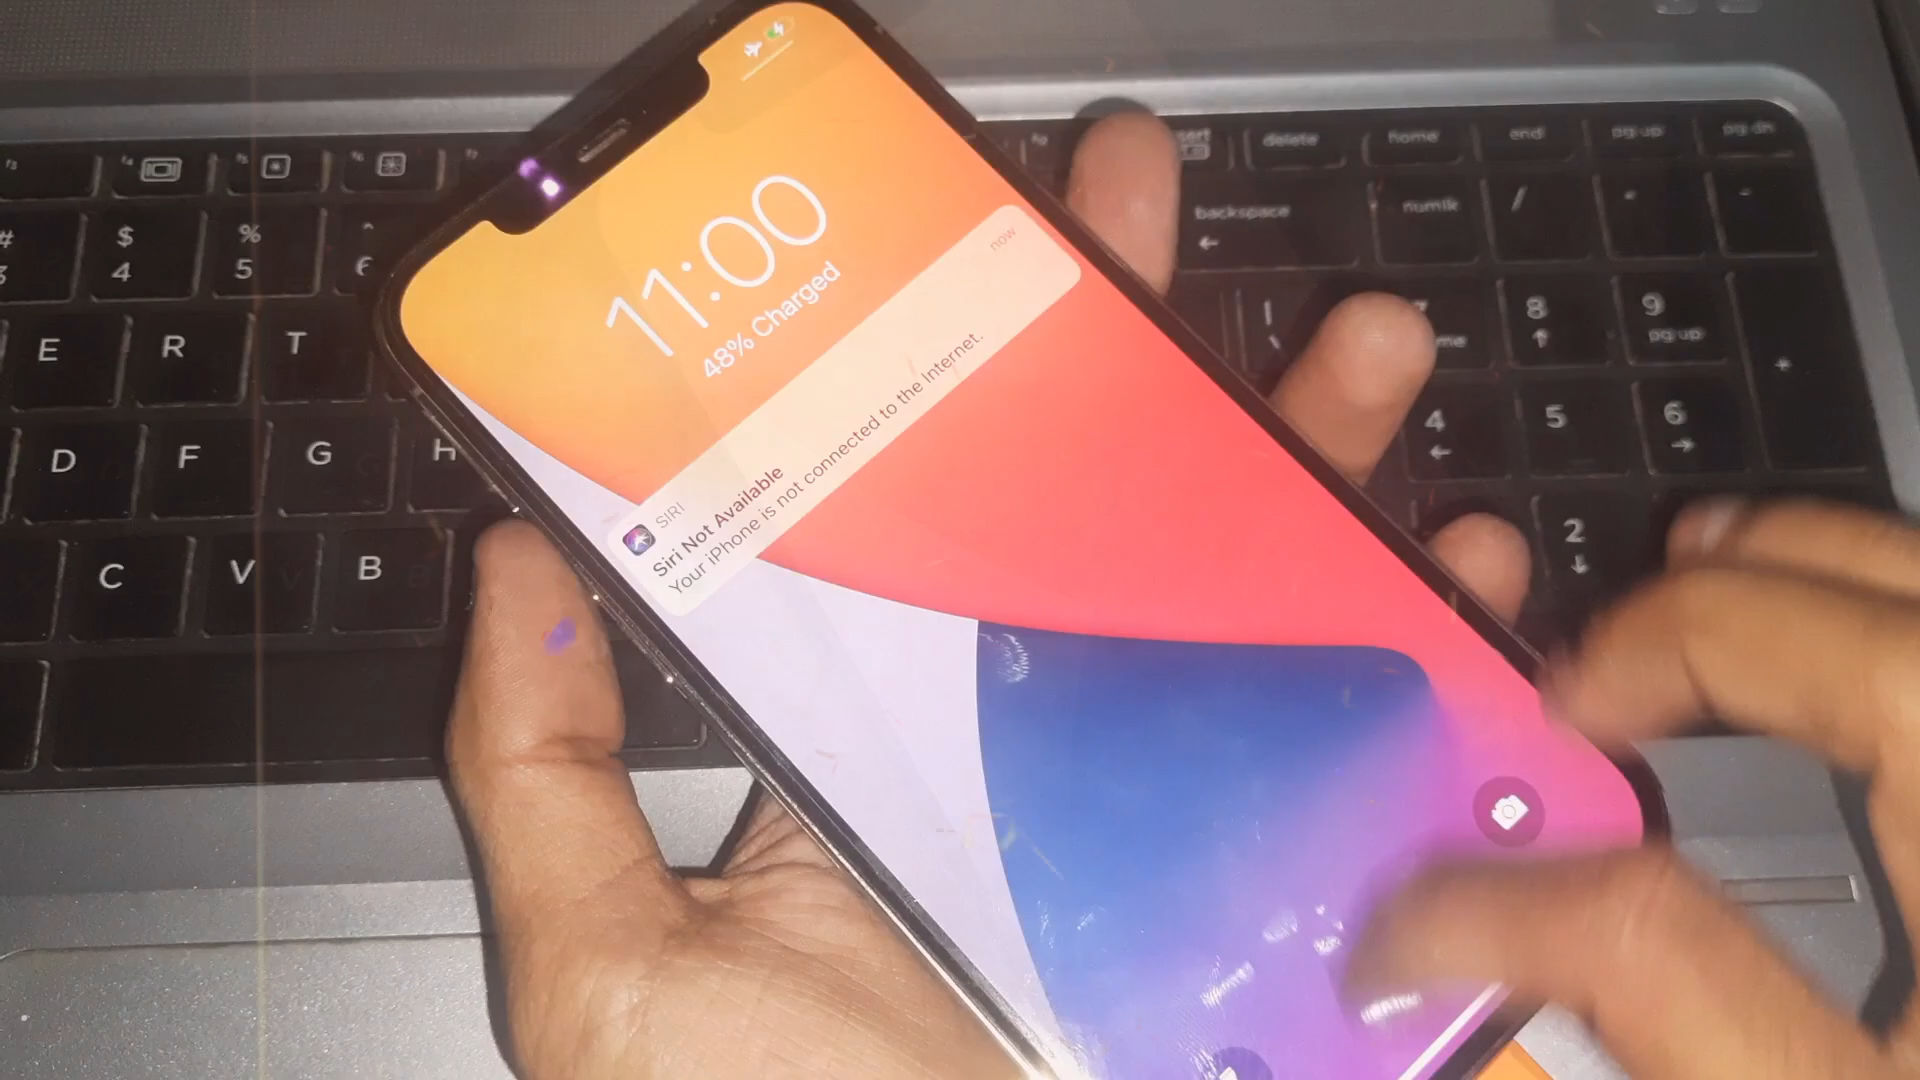 11:00
48% Charged
SIRI
now
Siri Not Available
Your iPhone is not connected to the Internet.
delete
home
end
pg up
pg dn
backspace
numlk
/
#
$
4
%
5
^
6
E
R
T
8
9
pg up
*
D
F
G
H
4
5
6
C
V
B
2